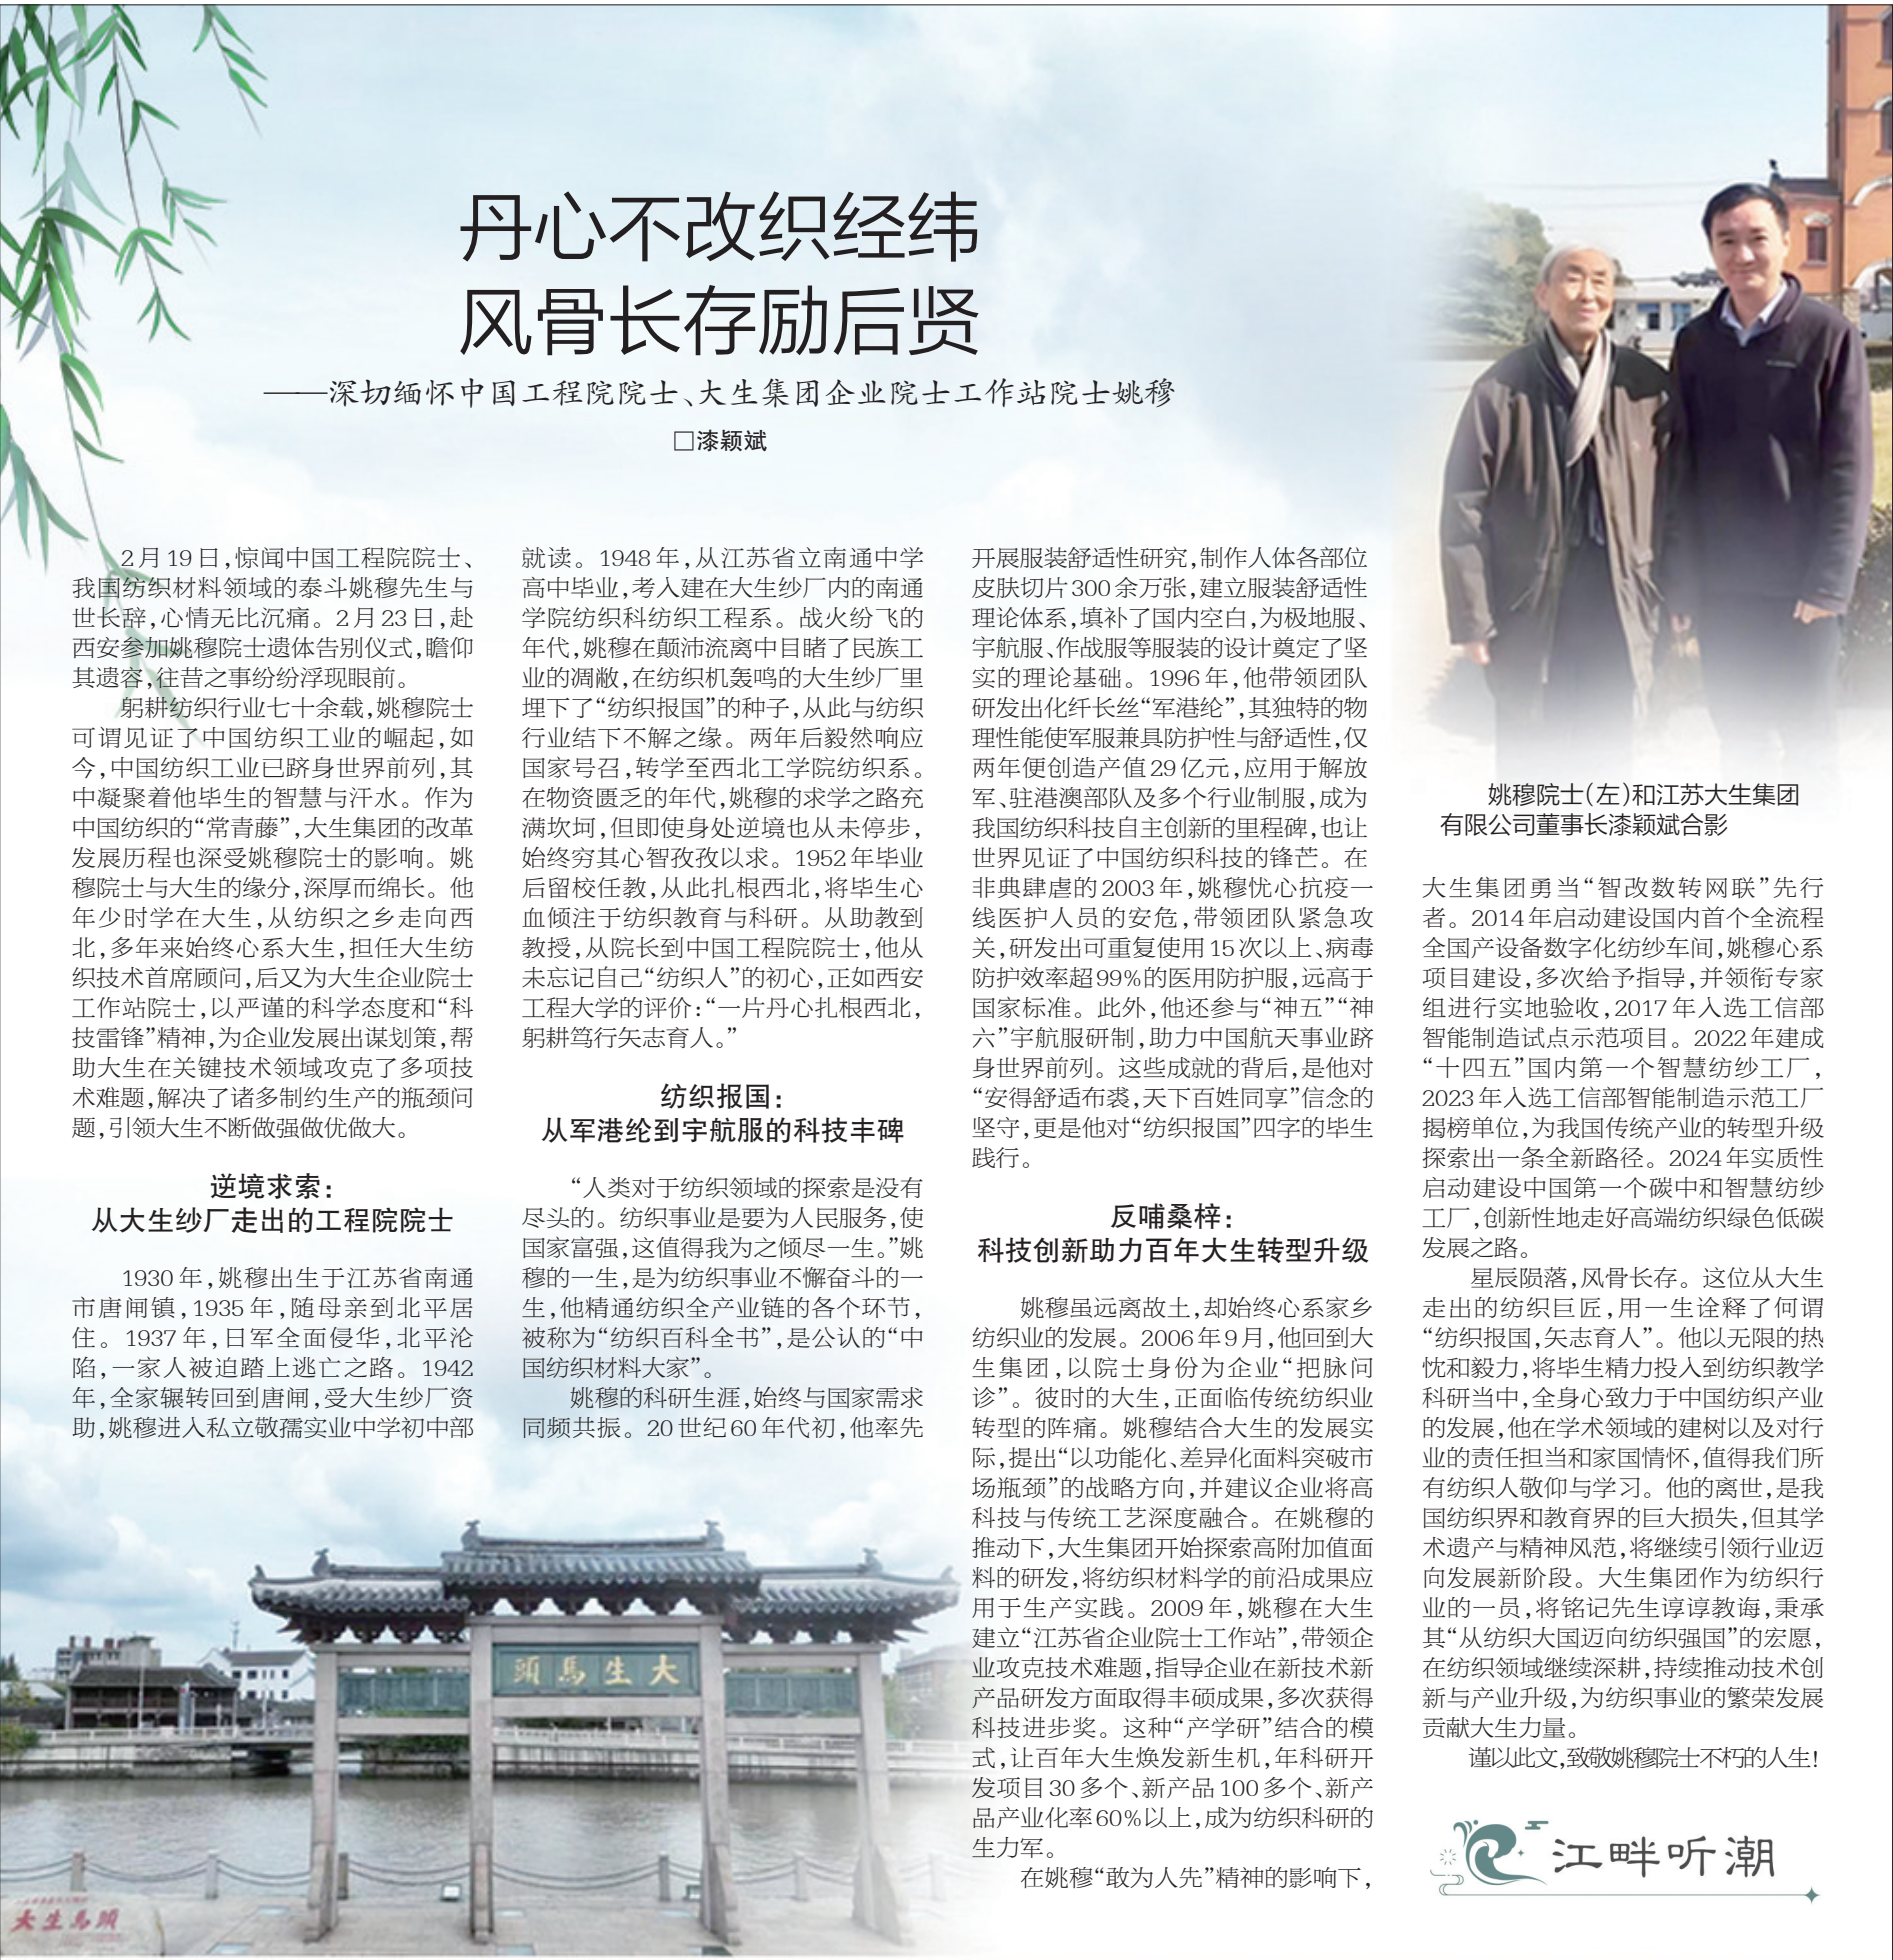 丹心不改织经纬
风骨长存励后贤
——深切缅怀中国工程院院士、大生集团企业院士工作站院士姚穆
□漆颖斌
2月19日,惊闻中国工程院院士、
我国纺织材料领域的泰斗姚穆先生与
世长辞,心情无比沉痛。2月23日,赴
西安参加姚穆院士遗体告别仪式,瞻仰
其遗容,往昔之事纷纷浮现眼前。
躬耕纺织行业七十余载,姚穆院士
可谓见证了中国纺织工业的崛起,如
今,中国纺织工业已跻身世界前列,其
中凝聚着他毕生的智慧与汗水。作为
中国纺织的“常青藤”,大生集团的改革
发展历程也深受姚穆院士的影响。姚
穆院士与大生的缘分,深厚而绵长。他
年少时学在大生,从纺织之乡走向西
北,多年来始终心系大生,担任大生纺
织技术首席顾问,后又为大生企业院士
工作站院士,以严谨的科学态度和“科
技雷锋”精神,为企业发展出谋划策,帮
助大生在关键技术领域攻克了多项技
术难题,解决了诸多制约生产的瓶颈问
题,引领大生不断做强做优做大。
逆境求索:
从大生纱厂走出的工程院院士
1930年,姚穆出生于江苏省南通
市唐闸镇,1935年,随母亲到北平居
住。1937年,日军全面侵华,北平沦
陷,一家人被迫踏上逃亡之路。1942
年,全家辗转回到唐闸,受大生纱厂资
助,姚穆进入私立敬孺实业中学初中部
就读。1948年,从江苏省立南通中学
高中毕业,考入建在大生纱厂内的南通
学院纺织科纺织工程系。战火纷飞的
年代,姚穆在颠沛流离中目睹了民族工
业的凋敝,在纺织机轰鸣的大生纱厂里
埋下了“纺织报国”的种子,从此与纺织
行业结下不解之缘。两年后毅然响应
国家号召,转学至西北工学院纺织系。
在物资匮乏的年代,姚穆的求学之路充
满坎坷,但即使身处逆境也从未停步,
始终穷其心智孜孜以求。1952年毕业
后留校任教,从此扎根西北,将毕生心
血倾注于纺织教育与科研。从助教到
教授,从院长到中国工程院院士,他从
未忘记自己“纺织人”的初心,正如西安
工程大学的评价:“一片丹心扎根西北,
躬耕笃行矢志育人。”
纺织报国:
从军港纶到宇航服的科技丰碑
“人类对于纺织领域的探索是没有
尽头的。纺织事业是要为人民服务,使
国家富强,这值得我为之倾尽一生。”姚
穆的一生,是为纺织事业不懈奋斗的一
生,他精通纺织全产业链的各个环节,
被称为“纺织百科全书”,是公认的“中
国纺织材料大家”。
姚穆的科研生涯,始终与国家需求
同频共振。20世纪60年代初,他率先
开展服装舒适性研究,制作人体各部位
皮肤切片300余万张,建立服装舒适性
理论体系,填补了国内空白,为极地服、
宇航服、作战服等服装的设计奠定了坚
实的理论基础。1996年,他带领团队
研发出化纤长丝“军港纶”,其独特的物
理性能使军服兼具防护性与舒适性,仅
两年便创造产值29亿元,应用于解放
军、驻港澳部队及多个行业制服,成为
我国纺织科技自主创新的里程碑,也让
世界见证了中国纺织科技的锋芒。在
非典肆虐的2003年,姚穆忧心抗疫一
线医护人员的安危,带领团队紧急攻
关,研发出可重复使用15次以上、病毒
防护效率超99%的医用防护服,远高于
国家标准。此外,他还参与“神五”“神
六”宇航服研制,助力中国航天事业跻
身世界前列。这些成就的背后,是他对
“安得舒适布裘,天下百姓同享”信念的
坚守,更是他对“纺织报国”四字的毕生
践行。
反哺桑梓:
科技创新助力百年大生转型升级
姚穆虽远离故土,却始终心系家乡
纺织业的发展。2006年9月,他回到大
生集团,以院士身份为企业“把脉问
诊”。彼时的大生,正面临传统纺织业
转型的阵痛。姚穆结合大生的发展实
际,提出“以功能化、差异化面料突破市
场瓶颈”的战略方向,并建议企业将高
科技与传统工艺深度融合。在姚穆的
推动下,大生集团开始探索高附加值面
料的研发,将纺织材料学的前沿成果应
用于生产实践。2009年,姚穆在大生
建立“江苏省企业院士工作站”,带领企
业攻克技术难题,指导企业在新技术新
产品研发方面取得丰硕成果,多次获得
科技进步奖。这种“产学研”结合的模
式,让百年大生焕发新生机,年科研开
发项目30多个、新产品100多个、新产
品产业化率60%以上,成为纺织科研的
生力军。
在姚穆“敢为人先”精神的影响下,
姚穆院士(左)和江苏大生集团
有限公司董事长漆颖斌合影
大生集团勇当“智改数转网联”先行
者。2014年启动建设国内首个全流程
全国产设备数字化纺纱车间,姚穆心系
项目建设,多次给予指导,并领衔专家
组进行实地验收,2017年入选工信部
智能制造试点示范项目。2022年建成
“十四五”国内第一个智慧纺纱工厂,
2023年入选工信部智能制造示范工厂
揭榜单位,为我国传统产业的转型升级
探索出一条全新路径。2024年实质性
启动建设中国第一个碳中和智慧纺纱
工厂,创新性地走好高端纺织绿色低碳
发展之路。
星辰陨落,风骨长存。这位从大生
走出的纺织巨匠,用一生诠释了何谓
“纺织报国,矢志育人”。他以无限的热
忱和毅力,将毕生精力投入到纺织教学
科研当中,全身心致力于中国纺织产业
的发展,他在学术领域的建树以及对行
业的责任担当和家国情怀,值得我们所
有纺织人敬仰与学习。他的离世,是我
国纺织界和教育界的巨大损失,但其学
术遗产与精神风范,将继续引领行业迈
向发展新阶段。大生集团作为纺织行
业的一员,将铭记先生谆谆教诲,秉承
其“从纺织大国迈向纺织强国”的宏愿,
在纺织领域继续深耕,持续推动技术创
新与产业升级,为纺织事业的繁荣发展
贡献大生力量。
谨以此文,致敬姚穆院士不朽的人生!
江畔听潮
頭馬生大
大生馬頭